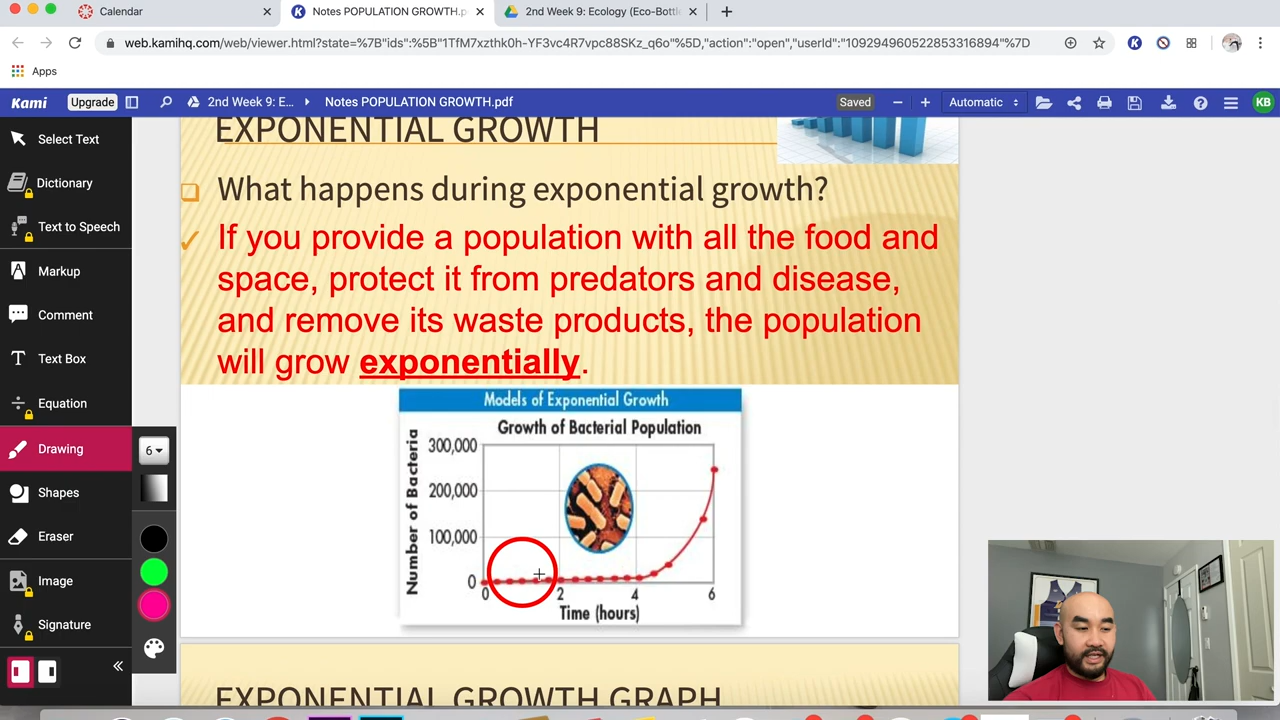 Calendar
Notes POPULATION GROWTH.p
2nd Week 9: Ecology (Eco-Bottl
web.kamihq.com/web/viewer.html?state=%7B"ids":%5B"1TfM7xzthk0h-YF3vc4R7vpc88SKz_q6o"%5D,"action":"open","userId":"109294960522853316894"%7D
Apps
Kami
Upgrade
2nd Week 9: E...
Notes POPULATION GROWTH.pdf
Saved
Automatic
KB
Select Text
Dictionary
Text to Speech
Markup
Comment
Text Box
Equation
Drawing
Shapes
Eraser
Image
Signature
6
EXPONENTIAL GROWTH
What happens during exponential growth?
If you provide a population with all the food and
space, protect it from predators and disease,
and remove its waste products, the population
will grow exponentially.
Models of Exponential Growth
Growth of Bacterial Population
Number of Bacteria
300,000
200,000
100,000
0
0 2 4 6
Time (hours)
EXPONENTIAL GROWTH GRAPH